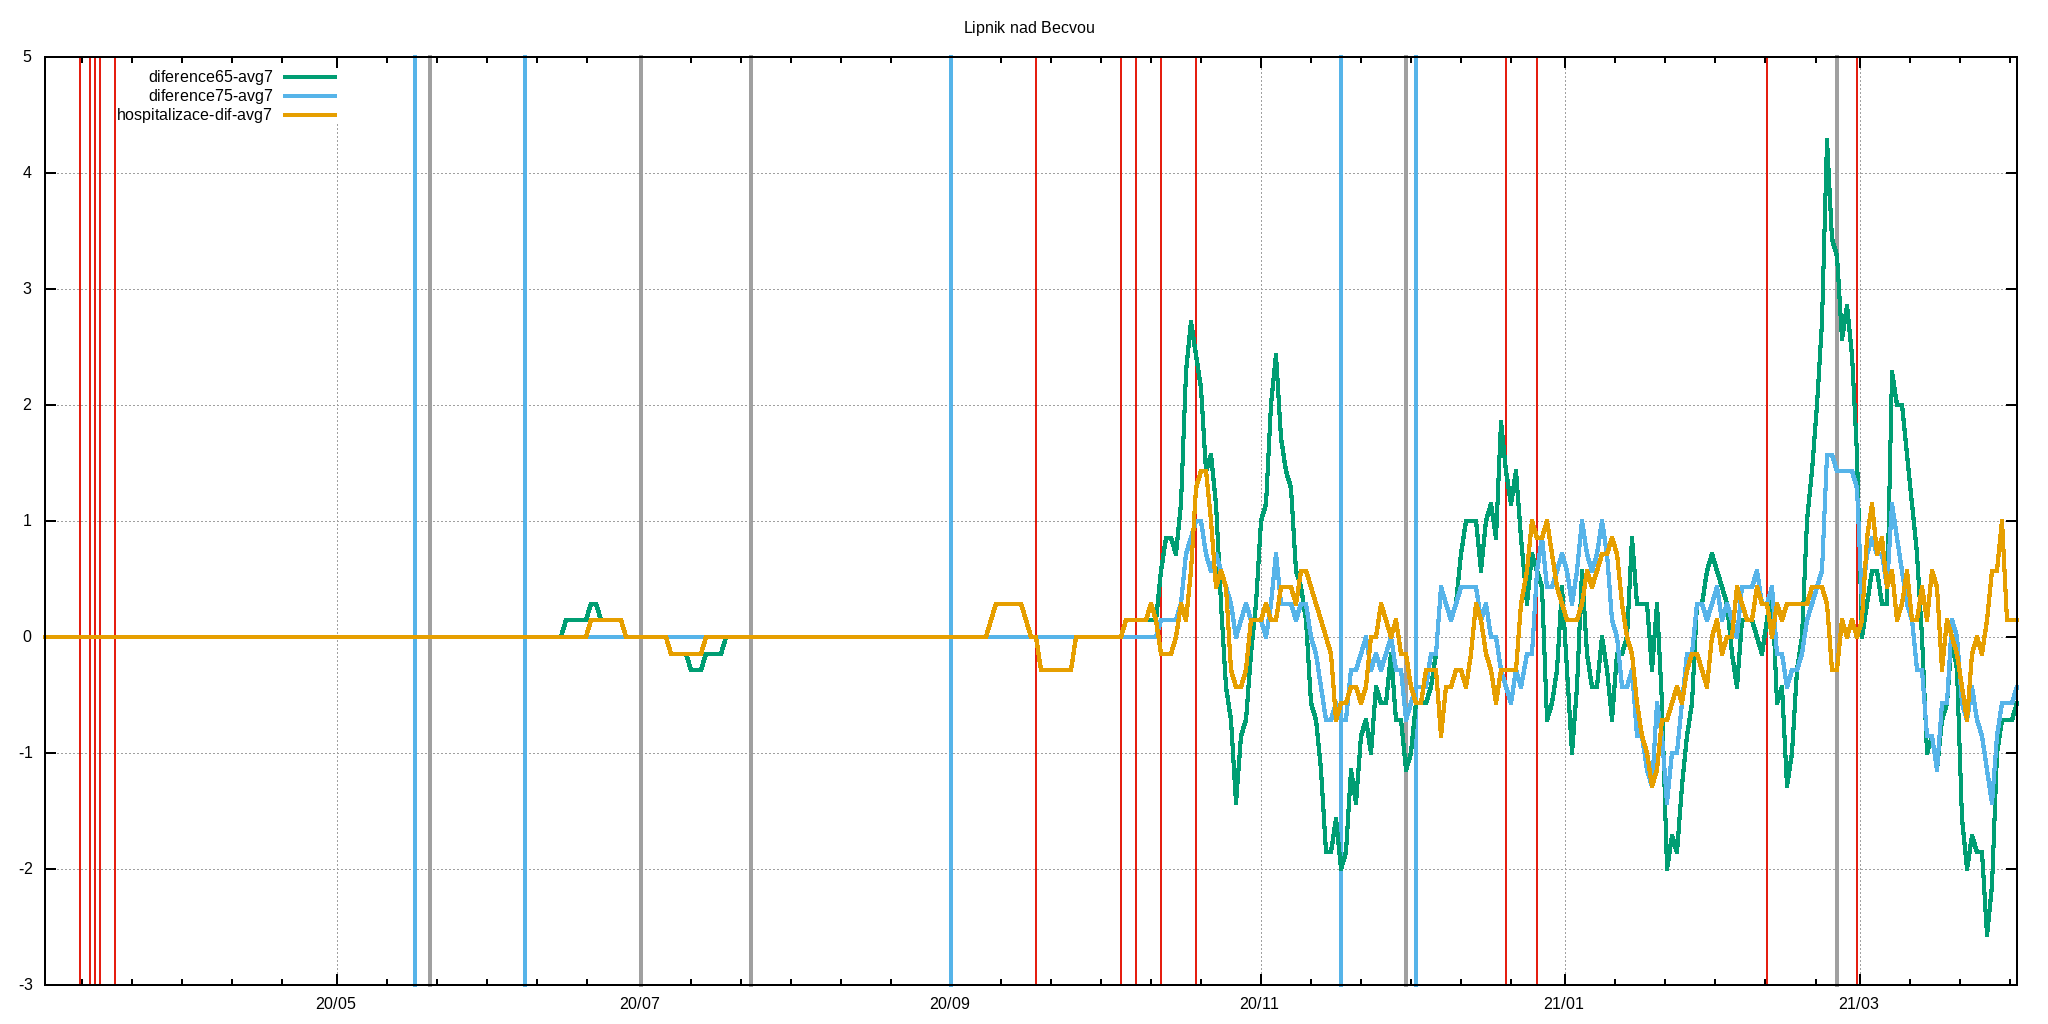 Lipnik nad Becvou
5
diference65-avg7
diference75-avg7
hospitalizace-dif-avg7
4
3
2
1
0
-1
-2
-3
20/05 20/07 20/09 20/11 21/01 21/03